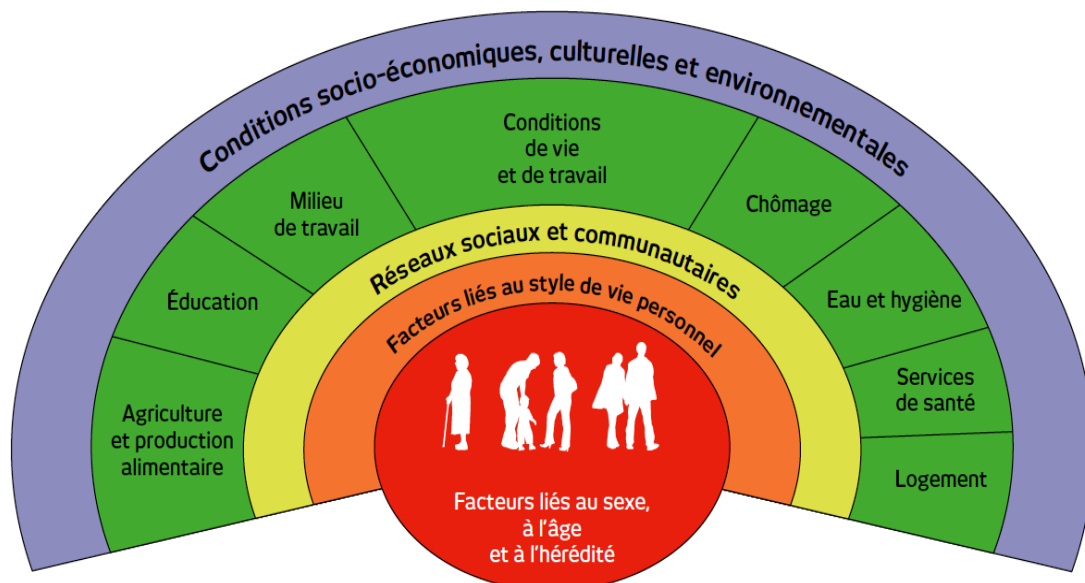 Conditions socio-économiques, culturelles et environnementales
Conditions
de vie
et de travail
Milieu
de travail
Chômage
Éducation
Eau et hygiène
Agriculture
et production
alimentaire
Services
de santé
Logement
Réseaux sociaux et communautaires
Facteurs liés au style de vie personnel
Facteurs liés au sexe,
à l'âge
et à l'hérédité